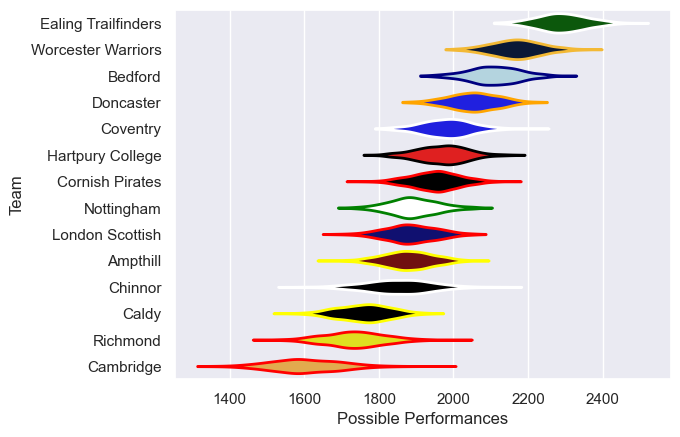 Ealing Trailfinders
Worcester Warriors
Bedford
Doncaster
Coventry
Hartpury College
Cornish Pirates
Nottingham
London Scottish
Ampthill
Chinnor
Caldy
Richmond
Cambridge
Team
1400 1600 1800 2000 2200 2400
Possible Performances